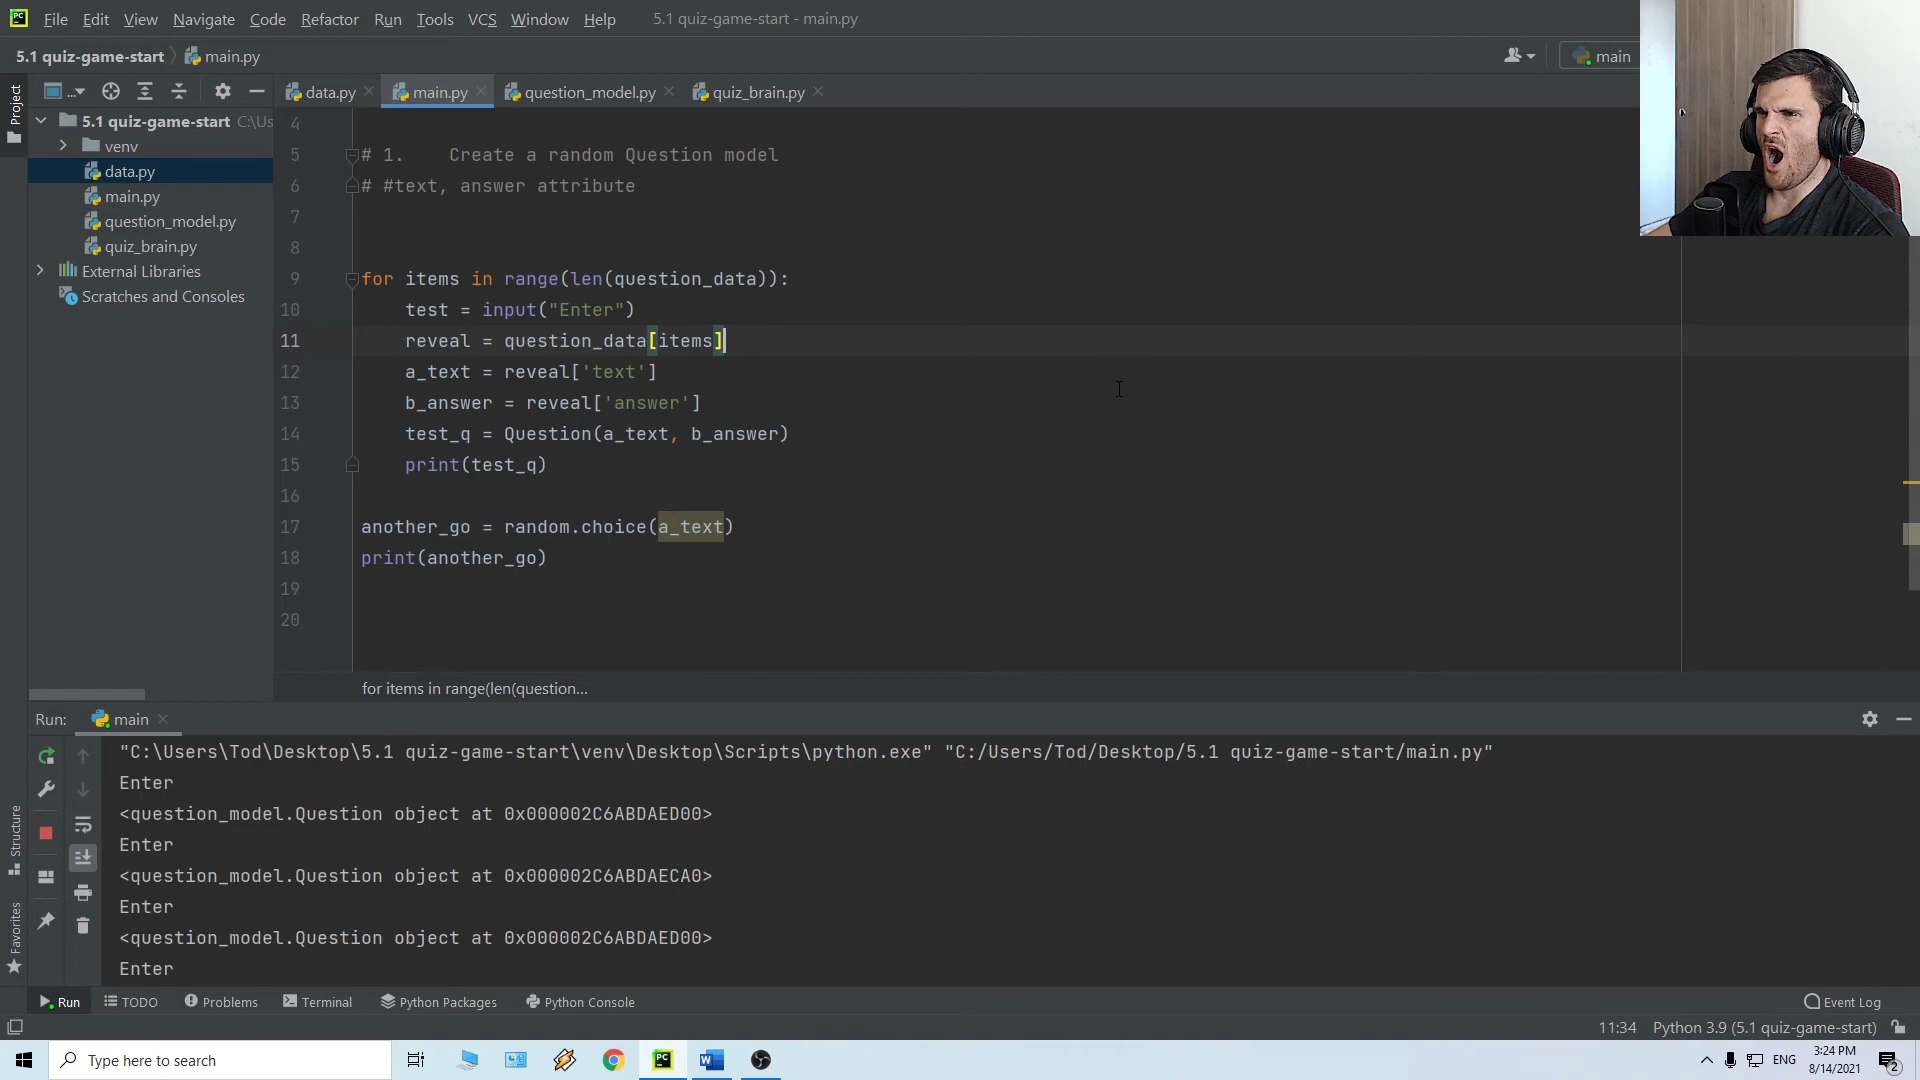 File Edit View Navigate Code Refactor Run Tools VCS Window Help 5.1 quiz-game-start - main.py
5.1 quiz-game-start main.py main
Project ... data.py main.py question_model.py quiz_brain.py
5.1 quiz-game-start C:\Us
venv
data.py
main.py
question_model.py
quiz_brain.py
External Libraries
Scratches and Consoles
4
5 # 1.    Create a random Question model
6 # #text, answer attribute
7
8
9 for items in range(len(question_data)):
10     test = input("Enter")
11     reveal = question_data[items]
12     a_text = reveal['text']
13     b_answer = reveal['answer']
14     test_q = Question(a_text, b_answer)
15     print(test_q)
16
17 another_go = random.choice(a_text)
18 print(another_go)
19
20
for items in range(len(question...
Run: main
"C:\Users\Tod\Desktop\5.1 quiz-game-start\venv\Desktop\Scripts\python.exe" "C:/Users/Tod/Desktop/5.1 quiz-game-start/main.py"
Enter
<question_model.Question object at 0x000002C6ABDAED00>
Enter
<question_model.Question object at 0x000002C6ABDAECA0>
Enter
<question_model.Question object at 0x000002C6ABDAED00>
Enter
Structure
Favorites
Run TODO Problems Terminal Python Packages Python Console Event Log
11:34 Python 3.9 (5.1 quiz-game-start)
Type here to search ENG 3:24 PM
8/14/2021 2